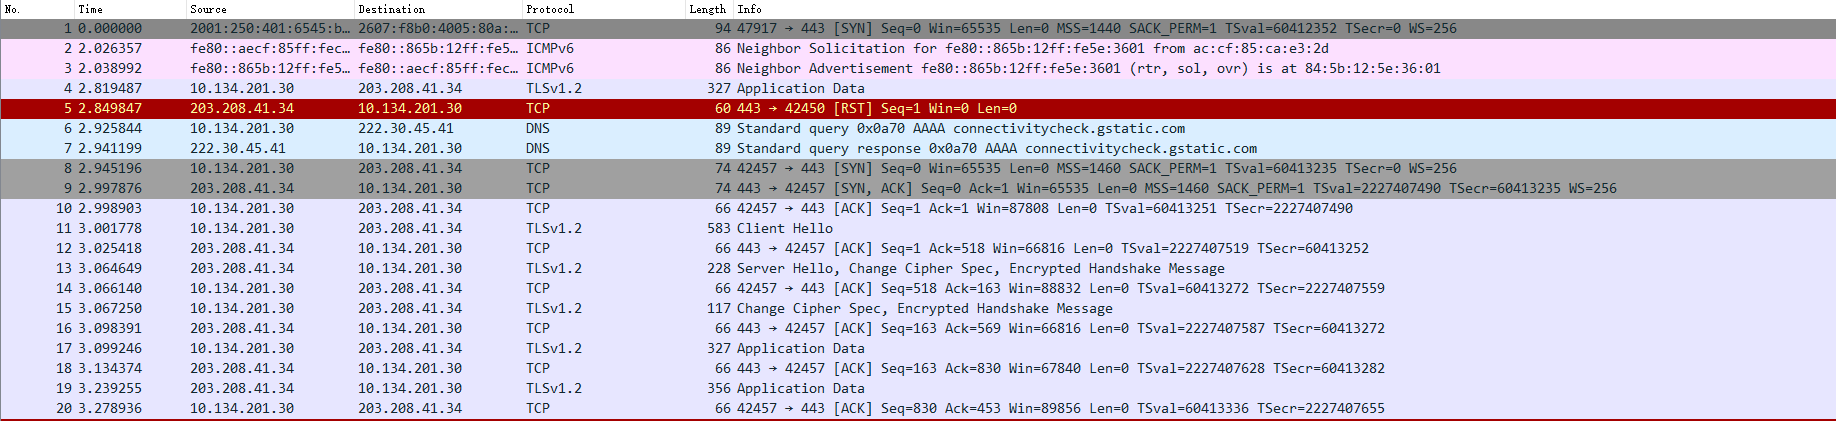 No. Time Source Destination Protocol Length Info
1 0.000000 2001:250:401:6545:b… 2607:f8b0:4005:80a:… TCP 94 47917 → 443 [SYN] Seq=0 Win=65535 Len=0 MSS=1440 SACK_PERM=1 TSval=60412352 TSecr=0 WS=256
2 2.026357 fe80::aecf:85ff:fec… fe80::865b:12ff:fe5… ICMPv6 86 Neighbor Solicitation for fe80::865b:12ff:fe5e:3601 from ac:cf:85:ca:e3:2d
3 2.038992 fe80::865b:12ff:fe5… fe80::aecf:85ff:fec… ICMPv6 86 Neighbor Advertisement fe80::865b:12ff:fe5e:3601 (rtr, sol, ovr) is at 84:5b:12:5e:36:01
4 2.819487 10.134.201.30 203.208.41.34 TLSv1.2 327 Application Data
5 2.849847 203.208.41.34 10.134.201.30 TCP 60 443 → 42450 [RST] Seq=1 Win=0 Len=0
6 2.925844 10.134.201.30 222.30.45.41 DNS 89 Standard query 0x0a70 AAAA connectivitycheck.gstatic.com
7 2.941199 222.30.45.41 10.134.201.30 DNS 89 Standard query response 0x0a70 AAAA connectivitycheck.gstatic.com
8 2.945196 10.134.201.30 203.208.41.34 TCP 74 42457 → 443 [SYN] Seq=0 Win=65535 Len=0 MSS=1460 SACK_PERM=1 TSval=60413235 TSecr=0 WS=256
9 2.997876 203.208.41.34 10.134.201.30 TCP 74 443 → 42457 [SYN, ACK] Seq=0 Ack=1 Win=65535 Len=0 MSS=1460 SACK_PERM=1 TSval=2227407490 TSecr=60413235 WS=256
10 2.998903 10.134.201.30 203.208.41.34 TCP 66 42457 → 443 [ACK] Seq=1 Ack=1 Win=87808 Len=0 TSval=60413251 TSecr=2227407490
11 3.001778 10.134.201.30 203.208.41.34 TLSv1.2 583 Client Hello
12 3.025418 203.208.41.34 10.134.201.30 TCP 66 443 → 42457 [ACK] Seq=1 Ack=518 Win=66816 Len=0 TSval=2227407519 TSecr=60413252
13 3.064649 203.208.41.34 10.134.201.30 TLSv1.2 228 Server Hello, Change Cipher Spec, Encrypted Handshake Message
14 3.066140 10.134.201.30 203.208.41.34 TCP 66 42457 → 443 [ACK] Seq=518 Ack=163 Win=88832 Len=0 TSval=60413272 TSecr=2227407559
15 3.067250 10.134.201.30 203.208.41.34 TLSv1.2 117 Change Cipher Spec, Encrypted Handshake Message
16 3.098391 203.208.41.34 10.134.201.30 TCP 66 443 → 42457 [ACK] Seq=163 Ack=569 Win=66816 Len=0 TSval=2227407587 TSecr=60413272
17 3.099246 10.134.201.30 203.208.41.34 TLSv1.2 327 Application Data
18 3.134374 203.208.41.34 10.134.201.30 TCP 66 443 → 42457 [ACK] Seq=163 Ack=830 Win=67840 Len=0 TSval=2227407628 TSecr=60413282
19 3.239255 203.208.41.34 10.134.201.30 TLSv1.2 356 Application Data
20 3.278936 10.134.201.30 203.208.41.34 TCP 66 42457 → 443 [ACK] Seq=830 Ack=453 Win=89856 Len=0 TSval=60413336 TSecr=2227407655